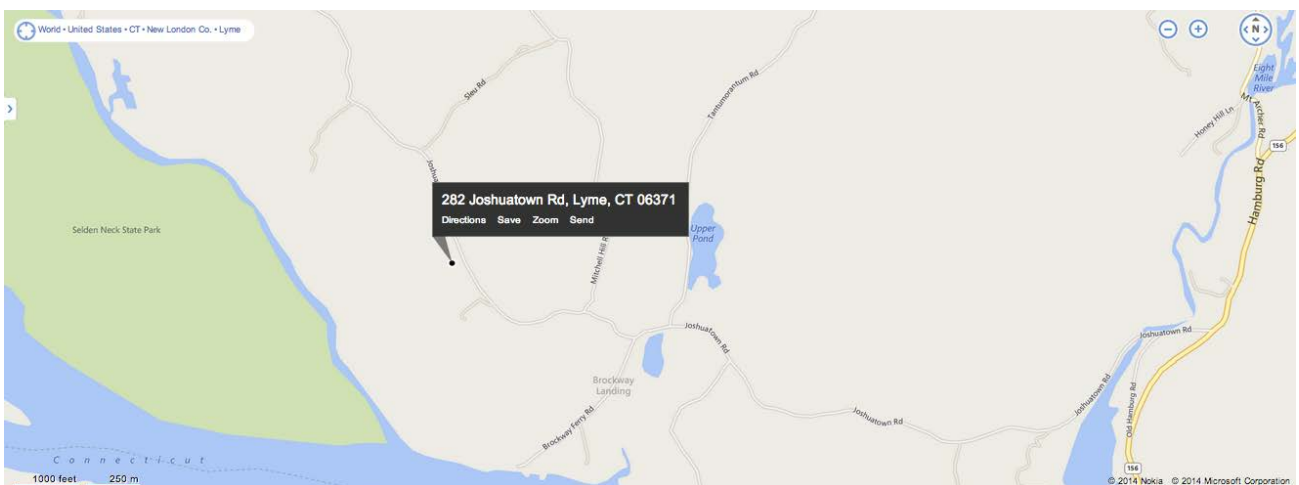 World • United States • CT • New London Co. • Lyme
N
Eight
Mile
River
Sleu Rd
Tantumorantum Rd
Mt Archer Rd
Honey Hill Ln
156
Hamburg Rd
282 Joshuatown Rd, Lyme, CT 06371
Directions Save Zoom Send
Selden Neck State Park
Upper
Pond
Mitchell Hill R
Joshuatown Rd
Joshuatown Rd
Brockway
Landing
Joshuatown Rd
Old Hamburg Rd
Joshuatown Rd
Brockway Ferry Rd
Connecticut
156
1000 feet 250 m
© 2014 Nokia © 2014 Microsoft Corporation